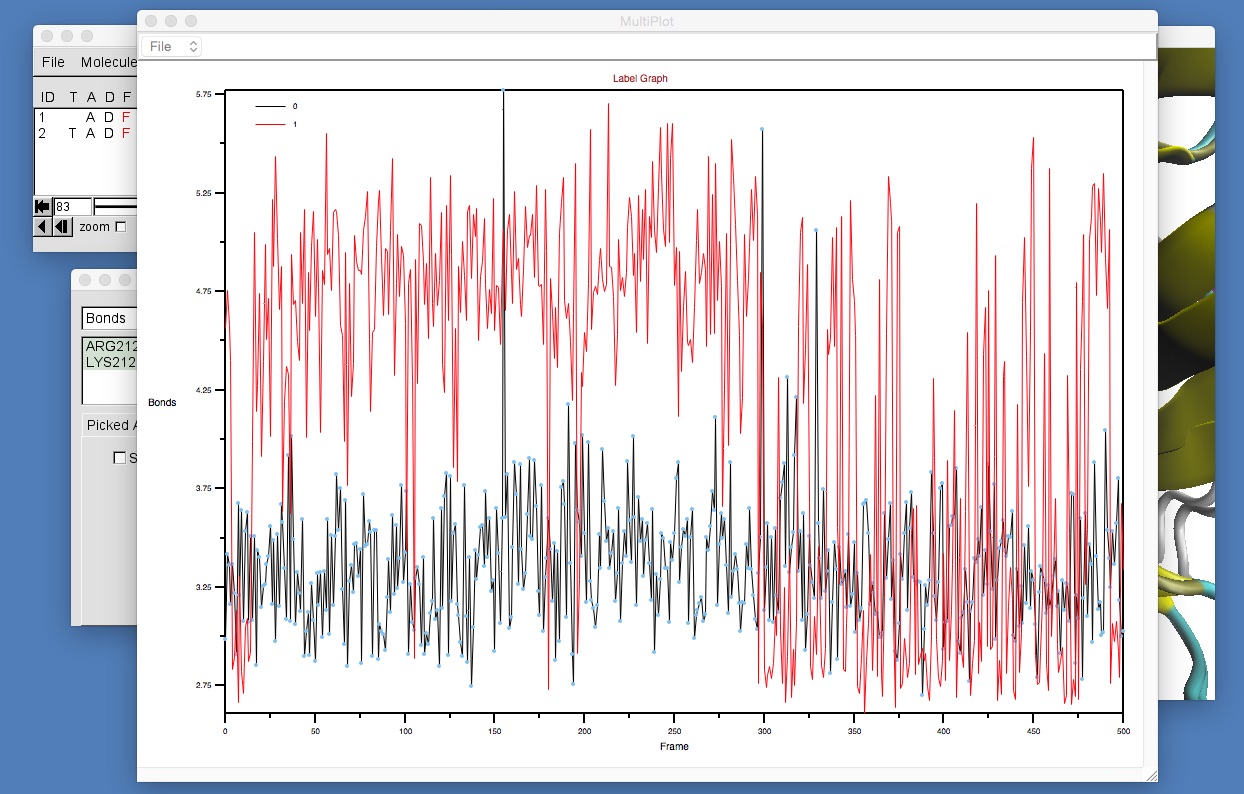 MultiPlot
File
File Molecule
ID T A D F
1 A D F
2 T A D F
83
zoom
Bonds
ARG212
LYS212
Picked A
S
Label Graph
0
1
5.75
5.25
4.75
4.25
3.75
3.25
2.75
Bonds
0 50 100 150 200 250 300 350 400 450 500
Frame